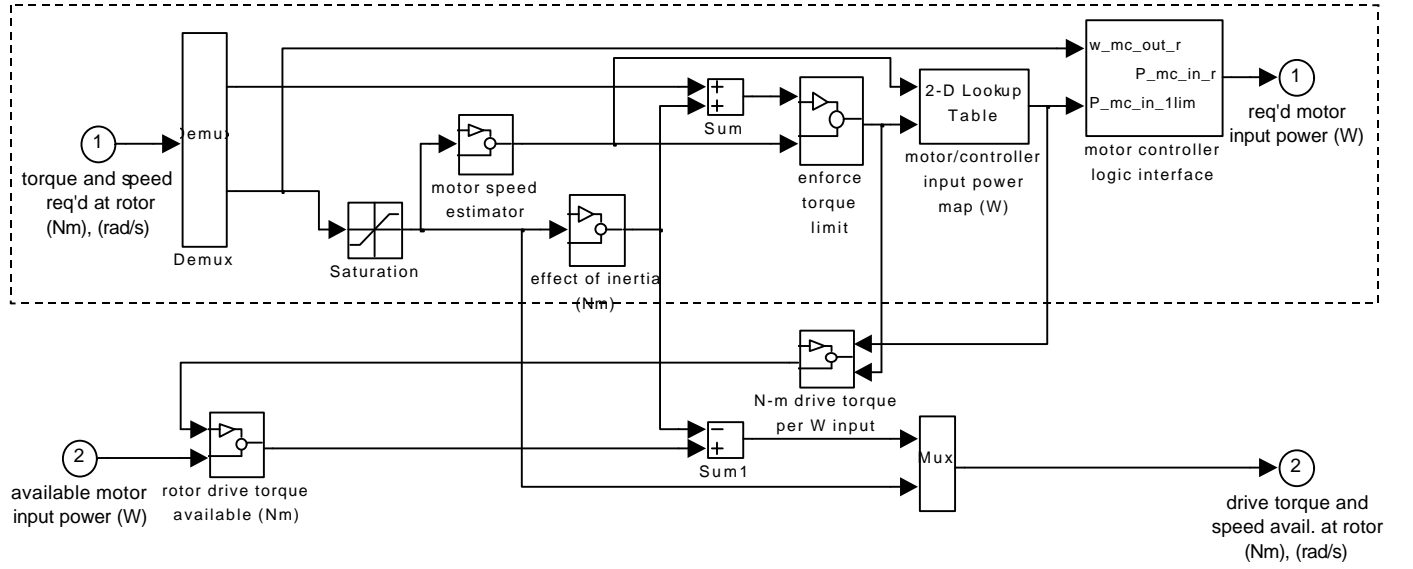 1
torque and speed
req'd at rotor
(Nm), (rad/s)
Demux
Demux
Saturation
motor speed
estimator
effect of inertia
(Nm)
+
+
Sum
enforce
torque
limit
2-D Lookup
Table
motor/controller
input power
map (W)
w_mc_out_r
P_mc_in_r
P_mc_in_1lim
motor controller
logic interface
1
req'd motor
input power (W)
N-m drive torque
per W input
2
available motor
input power (W)
rotor drive torque
available (Nm)
−
+
Sum1
Mux
2
drive torque and
speed avail. at rotor
(Nm), (rad/s)